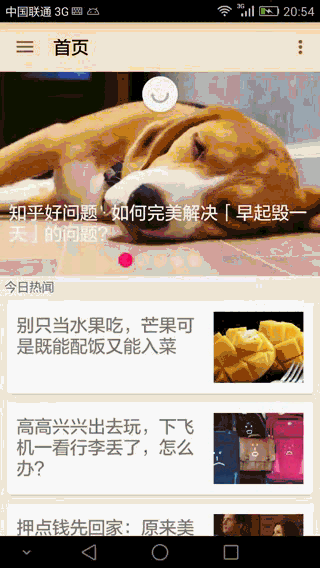 中国联通 3G 3G 20:54
首页
知乎好问题' 如何完美解决「早起毁一
天」的问题?
今日热闻
别只当水果吃，芒果可
是既能配饭又能入菜
高高兴兴出去玩，下飞
机一看行李丢了，怎么
办?
押点钱先回家：原来美